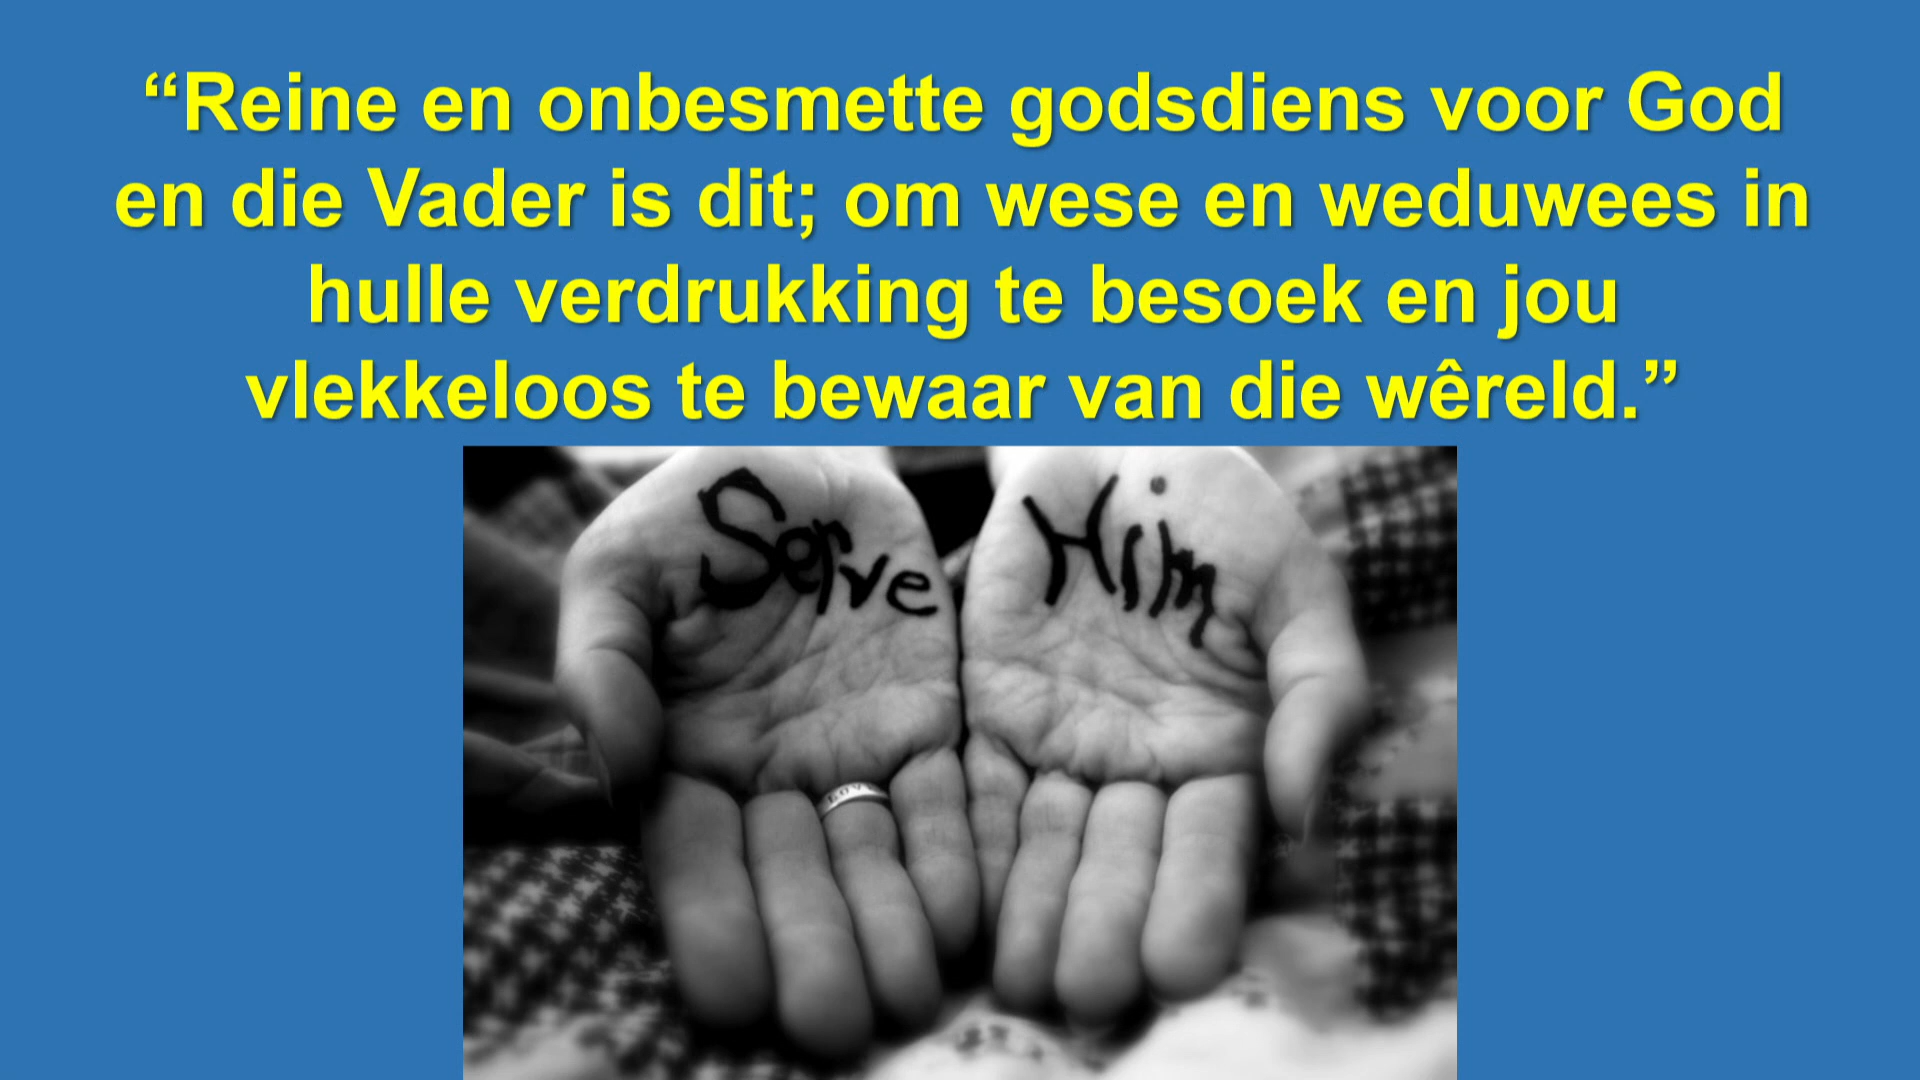 “Reine en onbesmette godsdiens voor God
en die Vader is dit; om wese en weduwees in
hulle verdrukking te besoek en jou
vlekkeloos te bewaar van die wêreld.”
Serve Him